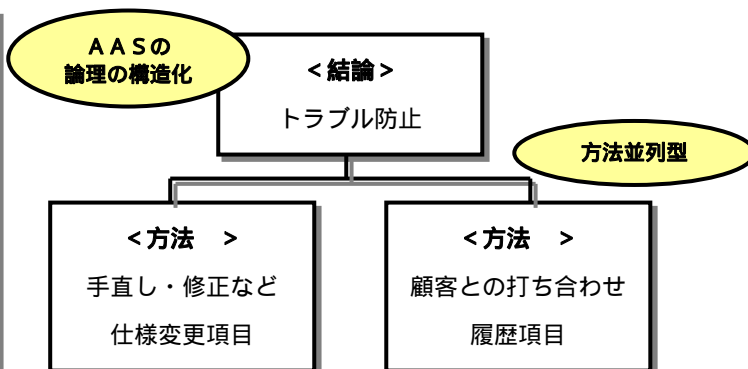 AASの
論理の構造化
<結論>
トラブル防止
方法並列型
<方法　>
手直し・修正など
仕様変更項目
<方法　>
顧客との打ち合わせ
履歴項目